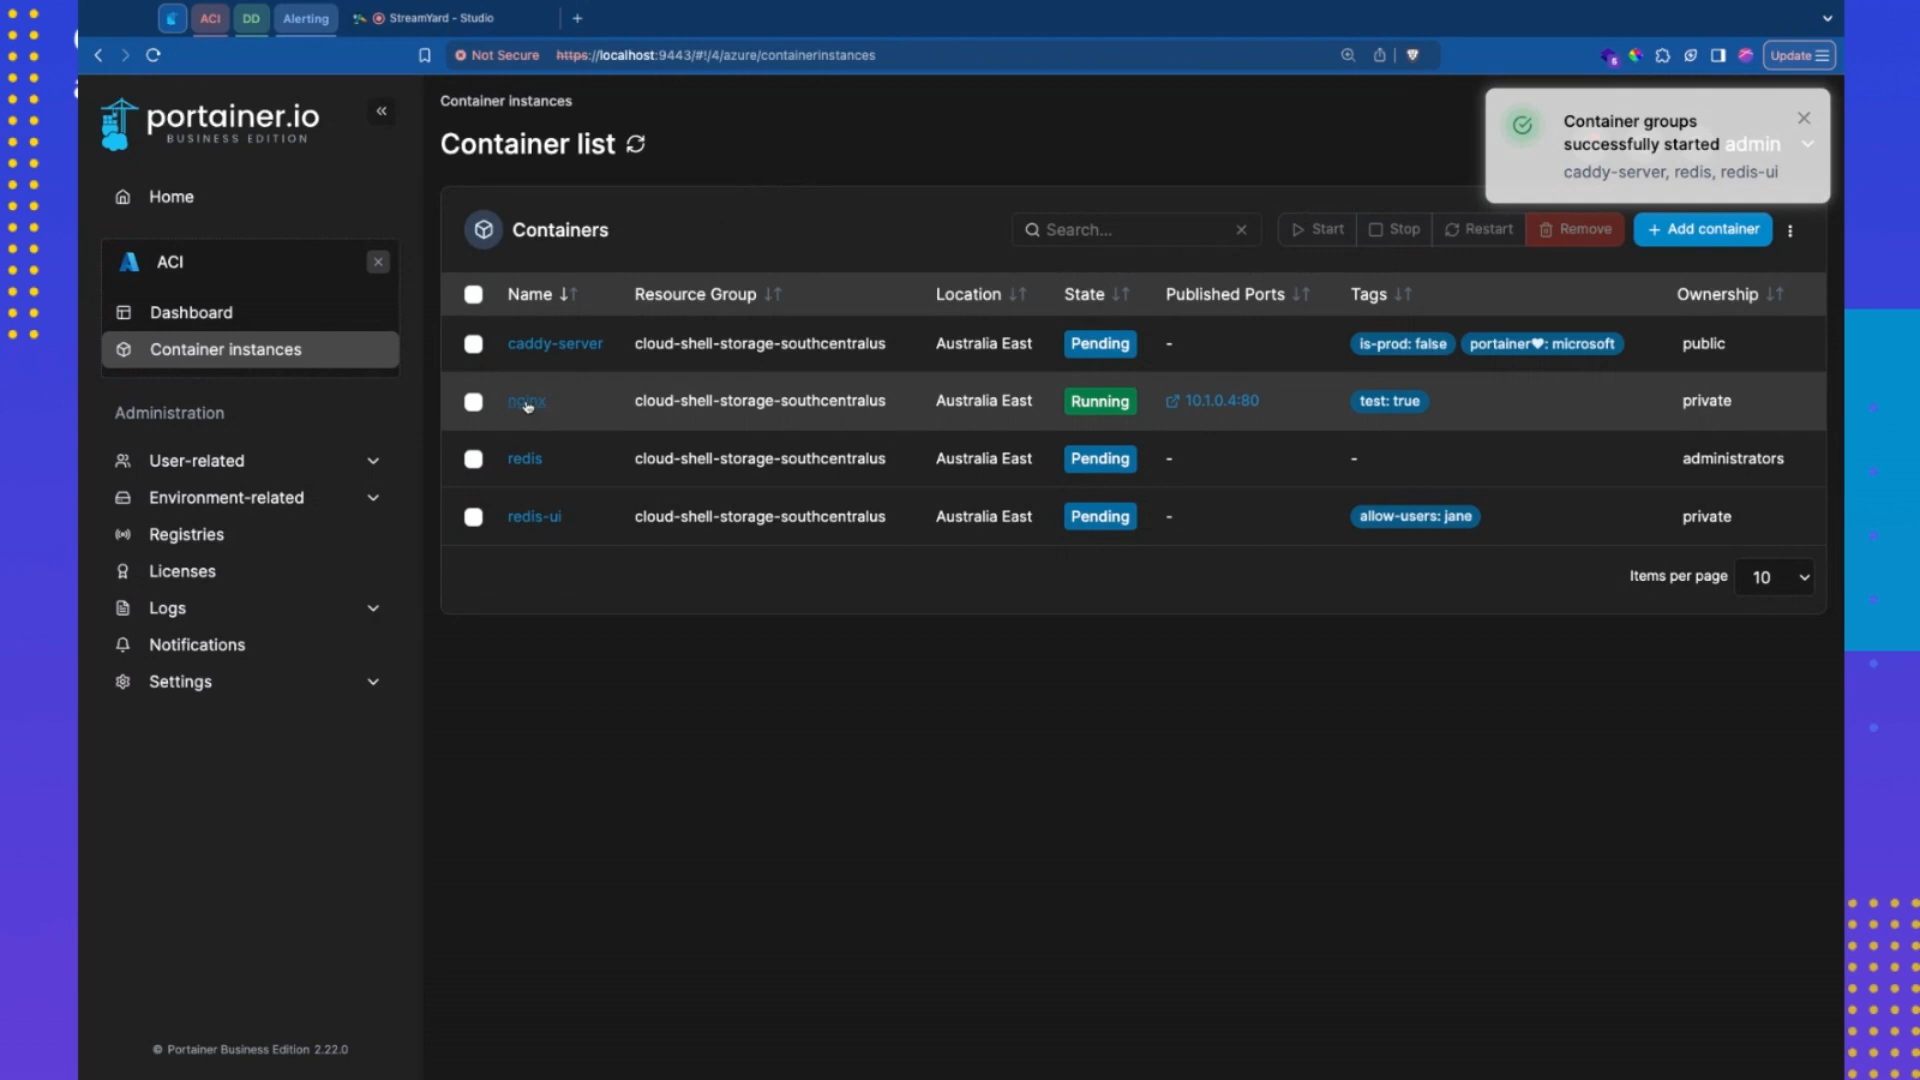 ACI
DD
Alerting
StreamYard - Studio
Not Secure
https://localhost:9443/#!/4/azure/containerinstances
6
Update
portainer.io
BUSINESS EDITION
Home
ACI
Dashboard
Container instances
Administration
User-related
Environment-related
Registries
Licenses
Logs
Notifications
Settings
© Portainer Business Edition 2.22.0
Container instances
Container list
Container groups
successfully started
admin
caddy-server, redis, redis-ui
Containers
Search...
Start
Stop
Restart
Remove
+ Add container
Name
Resource Group
Location
State
Published Ports
Tags
Ownership
caddy-server cloud-shell-storage-southcentralus Australia East Pending - is-prod: false portainer♥: microsoft public
nginx cloud-shell-storage-southcentralus Australia East Running 10.1.0.4:80 test: true private
redis cloud-shell-storage-southcentralus Australia East Pending - - administrators
redis-ui cloud-shell-storage-southcentralus Australia East Pending - allow-users: jane private
Items per page 10